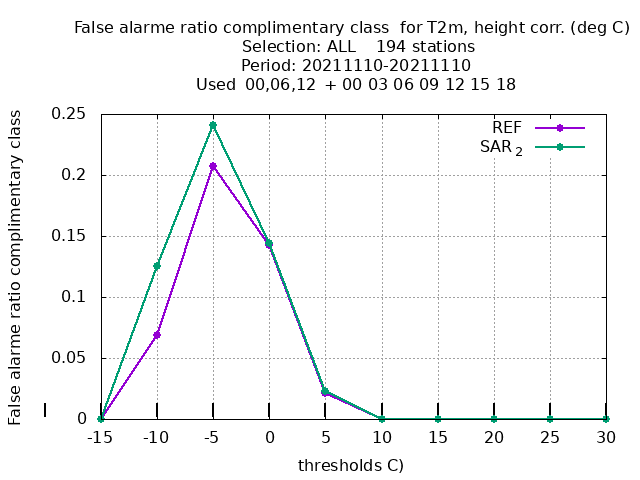 False alarme ratio complimentary class  for T2m, height corr. (deg C)
Selection: ALL    194 stations
Period: 20211110-20211110
Used  00,06,12  + 00 03 06 09 12 15 18
False alarme ratio complimentary class
REF
SAR 2
0.25
0.2
0.15
0.1
0.05
0
-15 -10 -5 0 5 10 15 20 25 30
thresholds C)